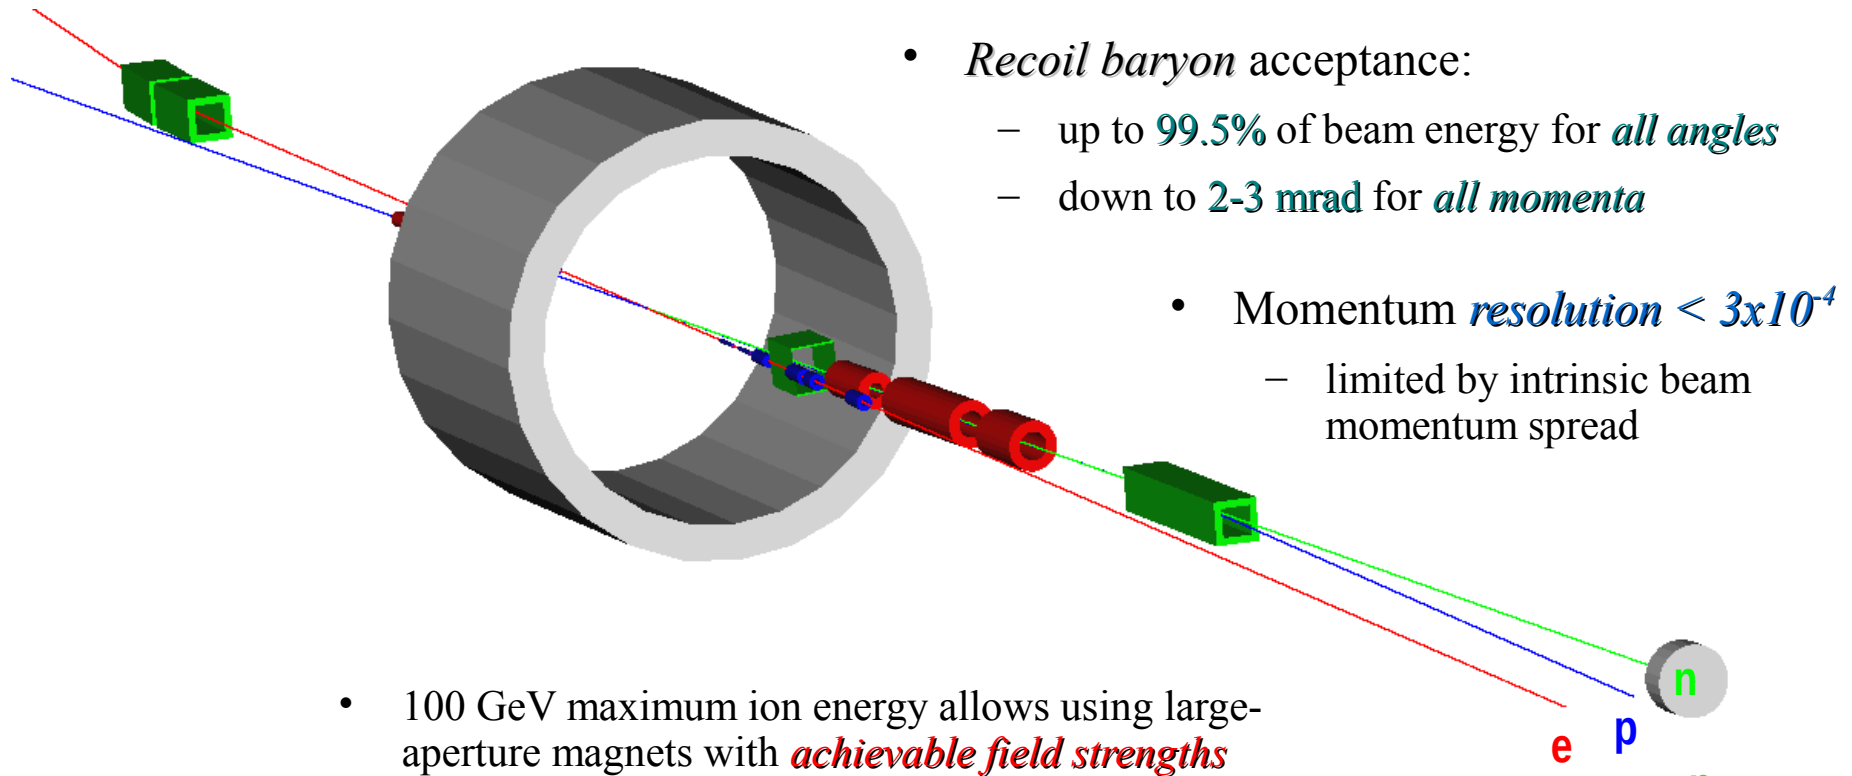 • Recoil baryon acceptance:
– up to 99.5% of beam energy for all angles
– down to 2-3 mrad for all momenta
• Momentum resolution < 3x10⁻⁴
– limited by intrinsic beam
momentum spread
n
p
e
• 100 GeV maximum ion energy allows using large-
aperture magnets with achievable field strengths